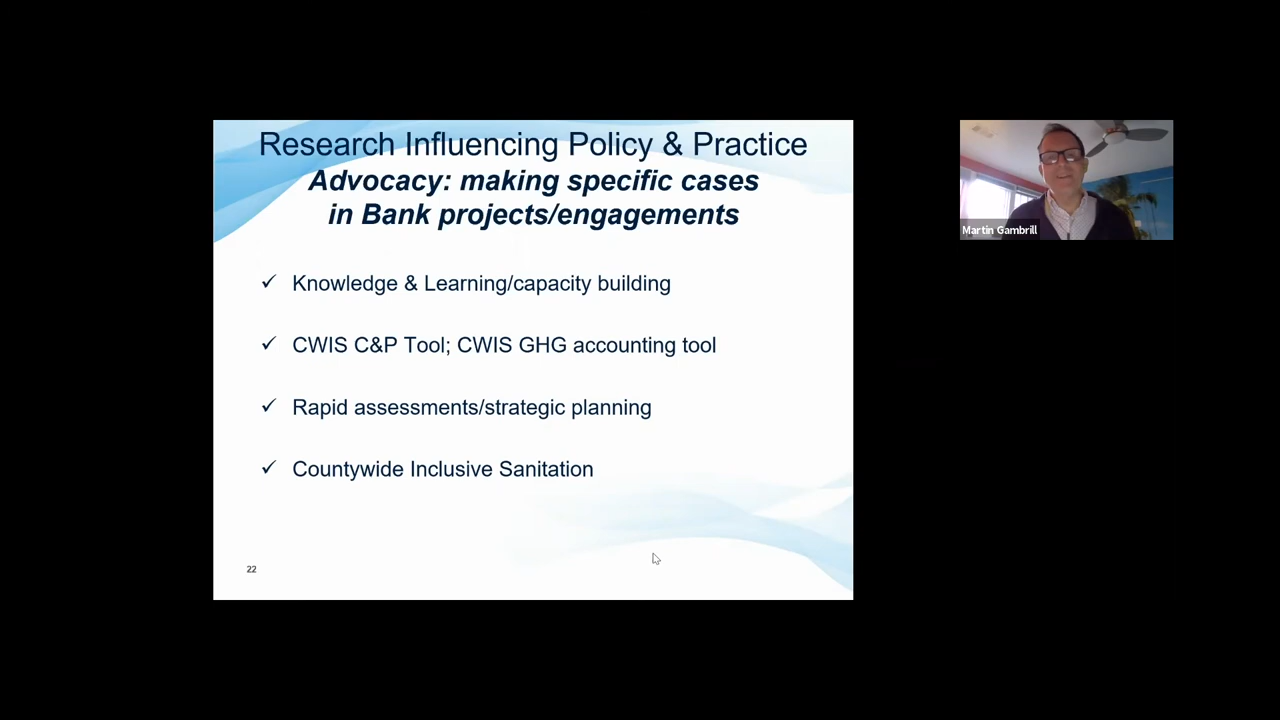 Research Influencing Policy & Practice
Advocacy: making specific cases
in Bank projects/engagements
✓ Knowledge & Learning/capacity building
✓ CWIS C&P Tool; CWIS GHG accounting tool
✓ Rapid assessments/strategic planning
✓ Countywide Inclusive Sanitation
22
Martin Gambrill